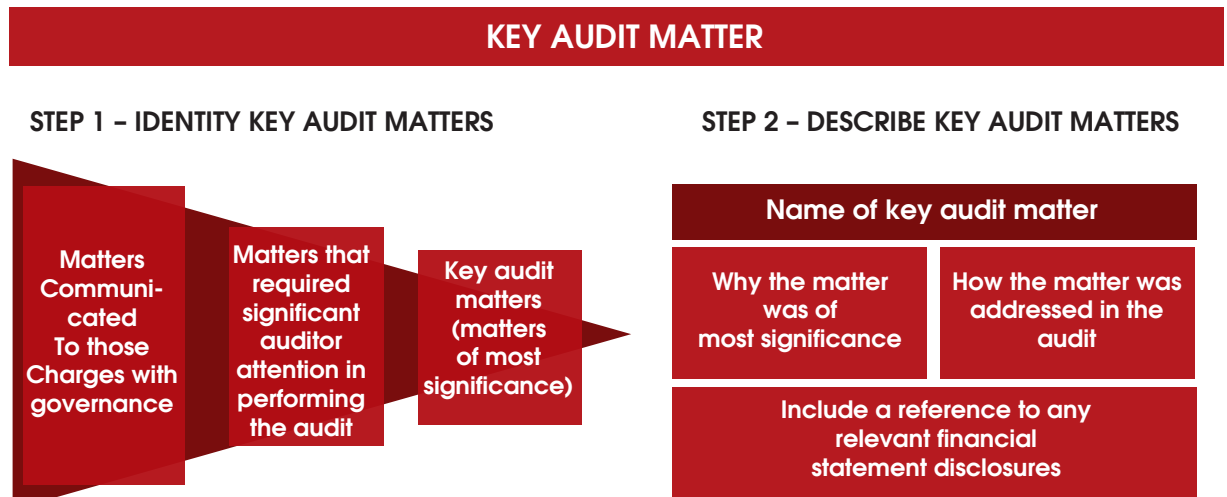 KEY AUDIT MATTER
STEP 1 – IDENTITY KEY AUDIT MATTERS
Matters
Communi-
cated
To those
Charges with
governance
Matters that
required
significant
auditor
attention in
performing
the audit
Key audit
matters
(matters
of most
significance)
STEP 2 – DESCRIBE KEY AUDIT MATTERS
Name of key audit matter
Why the matter
was of
most significance
How the matter was
addressed in the
audit
Include a reference to any
relevant financial
statement disclosures